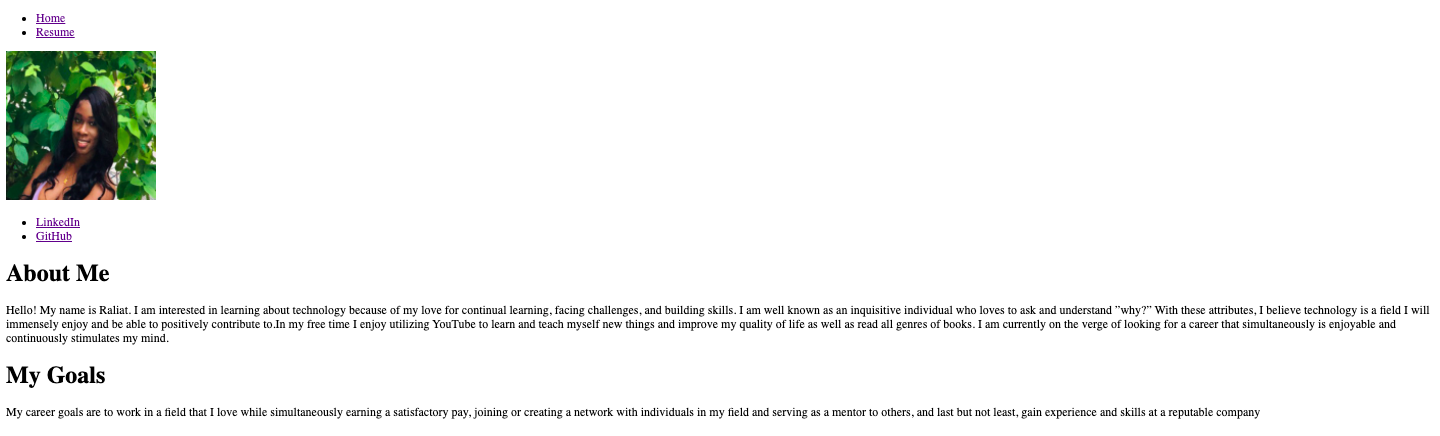 Home
Resume
LinkedIn
GitHub
About Me
Hello! My name is Raliat. I am interested in learning about technology because of my love for continual learning, facing challenges, and building skills. I am well known as an inquisitive individual who loves to ask and understand ”why?” With these attributes, I believe technology is a field I will
immensely enjoy and be able to positively contribute to.In my free time I enjoy utilizing YouTube to learn and teach myself new things and improve my quality of life as well as read all genres of books. I am currently on the verge of looking for a career that simultaneously is enjoyable and
continuously stimulates my mind.
My Goals
My career goals are to work in a field that I love while simultaneously earning a satisfactory pay, joining or creating a network with individuals in my field and serving as a mentor to others, and last but not least, gain experience and skills at a reputable company